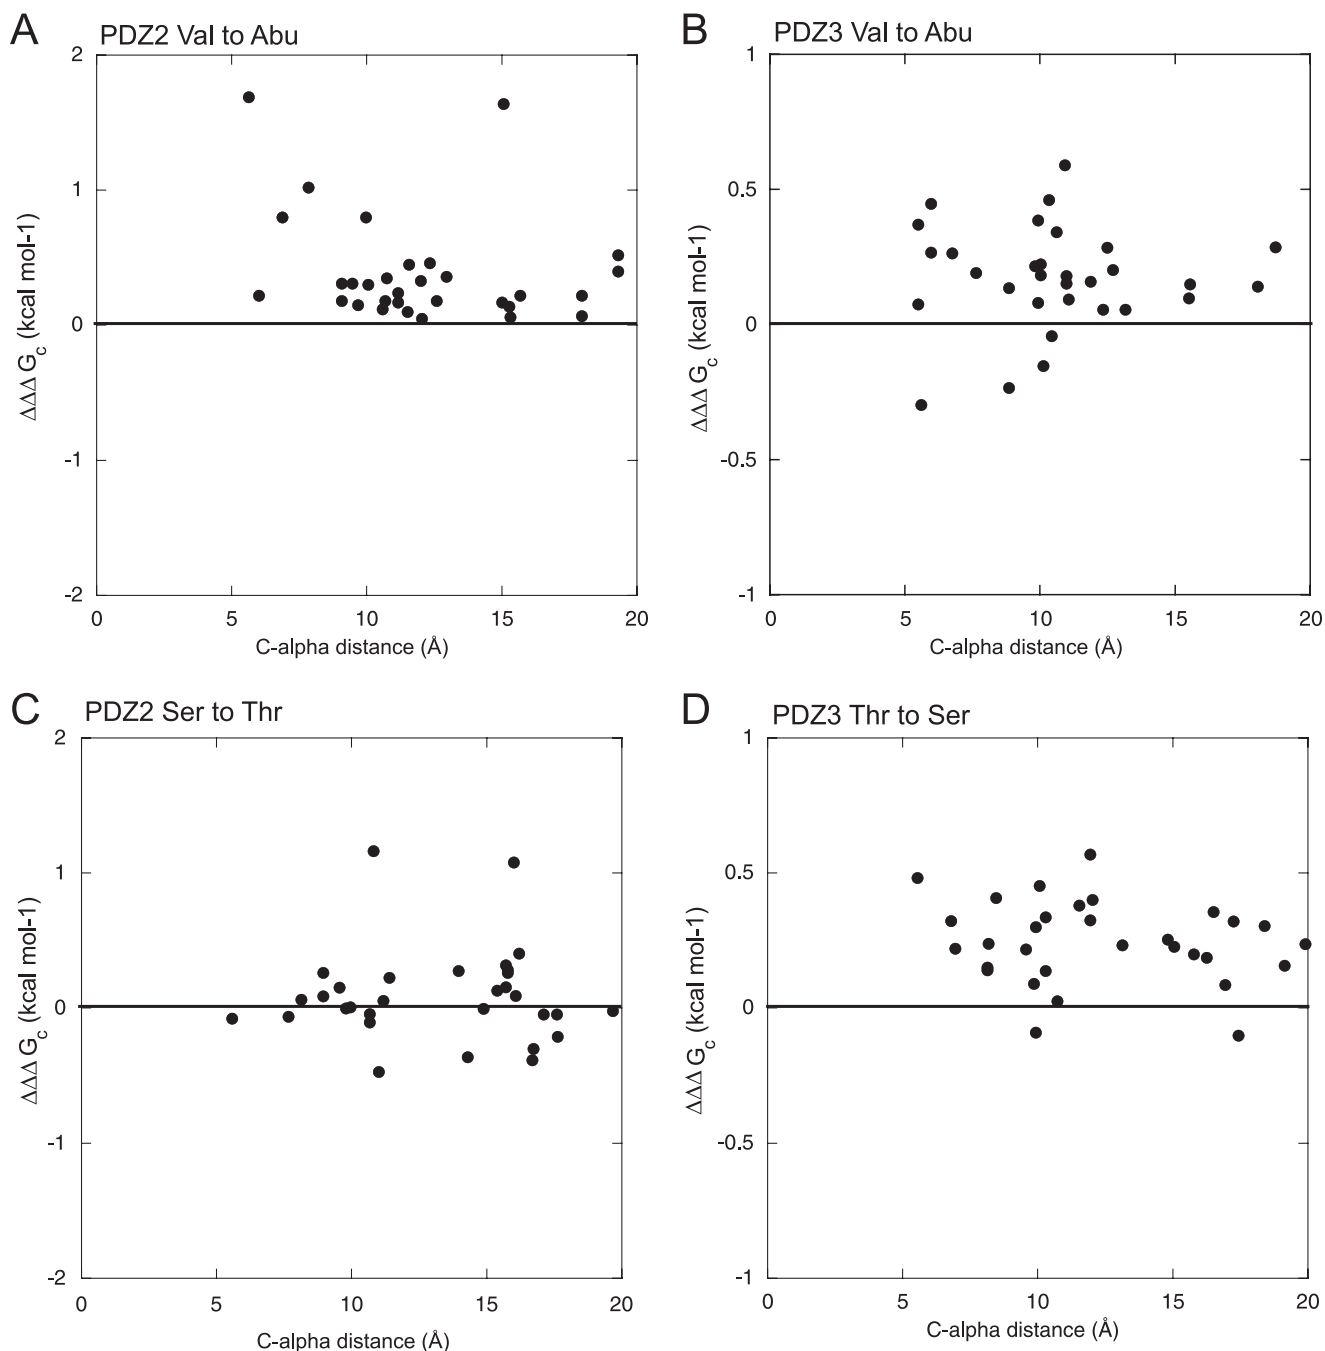 A PDZ2 Val to Abu
2
1
0
-1
-2
ΔΔΔ Gc (kcal mol-1)
0 5 10 15 20
C-alpha distance (Å)
B PDZ3 Val to Abu
1
0.5
0
-0.5
-1
ΔΔΔ Gc (kcal mol-1)
0 5 10 15 20
C-alpha distance (Å)
C PDZ2 Ser to Thr
2
1
0
-1
-2
ΔΔΔ Gc (kcal mol-1)
0 5 10 15 20
C-alpha distance (Å)
D PDZ3 Thr to Ser
1
0.5
0
-0.5
-1
ΔΔΔ Gc (kcal mol-1)
0 5 10 15 20
C-alpha distance (Å)